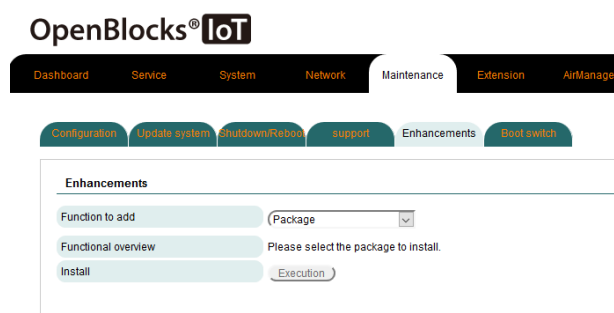 OpenBlocks® IoT
Dashboard Service System Network Maintenance Extension AirManage
Configuration Update system Shutdown/Reboot support Enhancements Boot switch
Enhancements
Function to add Package
Functional overview Please select the package to install.
Install Execution